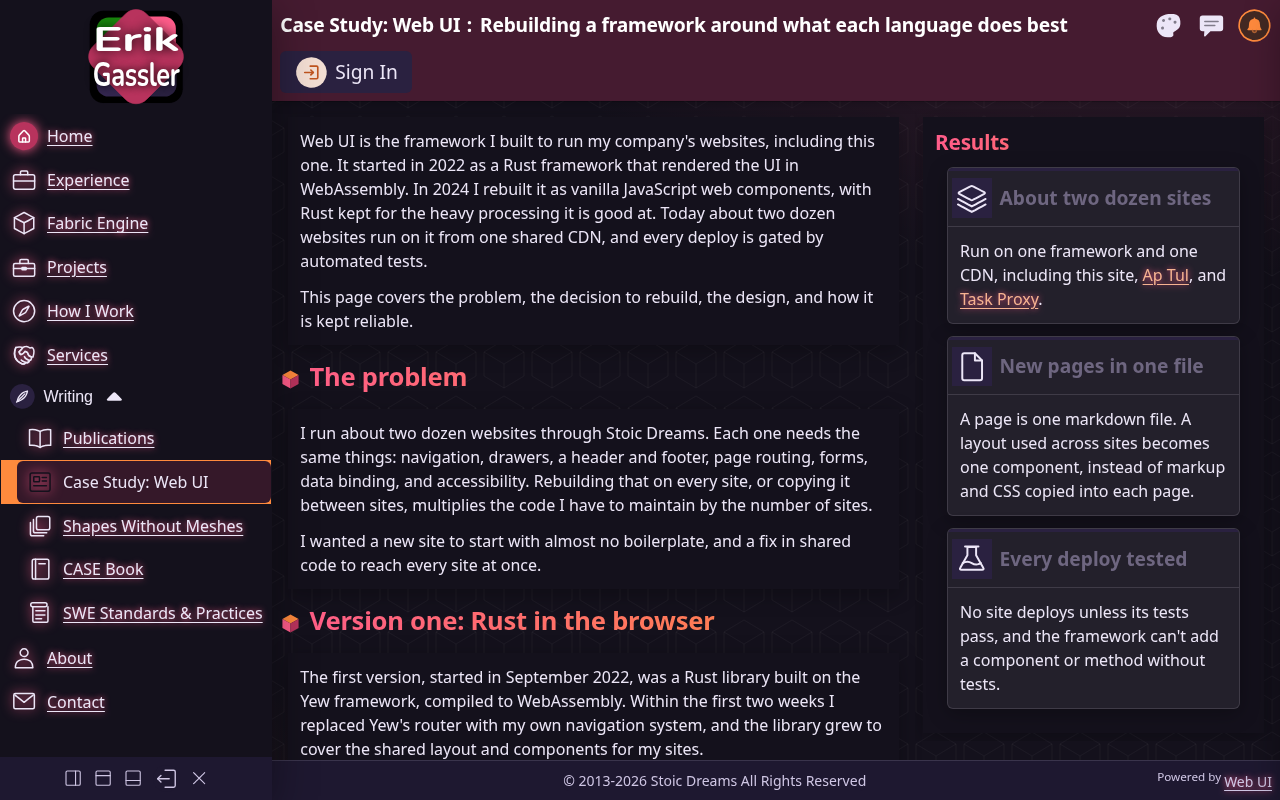 Erik
Gassler
Home
Experience
Fabric Engine
Projects
How I Work
Services
Writing
Publications
Case Study: Web UI
Shapes Without Meshes
CASE Book
SWE Standards & Practices
About
Contact
Case Study: Web UI : Rebuilding a framework around what each language does best
Sign In
Web UI is the framework I built to run my company's websites, including this
one. It started in 2022 as a Rust framework that rendered the UI in
WebAssembly. In 2024 I rebuilt it as vanilla JavaScript web components, with
Rust kept for the heavy processing it is good at. Today about two dozen
websites run on it from one shared CDN, and every deploy is gated by
automated tests.
This page covers the problem, the decision to rebuild, the design, and how it
is kept reliable.
The problem
I run about two dozen websites through Stoic Dreams. Each one needs the
same things: navigation, drawers, a header and footer, page routing, forms,
data binding, and accessibility. Rebuilding that on every site, or copying it
between sites, multiplies the code I have to maintain by the number of sites.
I wanted a new site to start with almost no boilerplate, and a fix in shared
code to reach every site at once.
Version one: Rust in the browser
The first version, started in September 2022, was a Rust library built on the
Yew framework, compiled to WebAssembly. Within the first two weeks I
replaced Yew's router with my own navigation system, and the library grew to
cover the shared layout and components for my sites.
Results
About two dozen sites
Run on one framework and one
CDN, including this site, Ap Tul, and
Task Proxy.
New pages in one file
A page is one markdown file. A
layout used across sites becomes
one component, instead of markup
and CSS copied into each page.
Every deploy tested
No site deploys unless its tests
pass, and the framework can't add
a component or method without
tests.
© 2013-2026 Stoic Dreams All Rights Reserved
Powered by Web UI